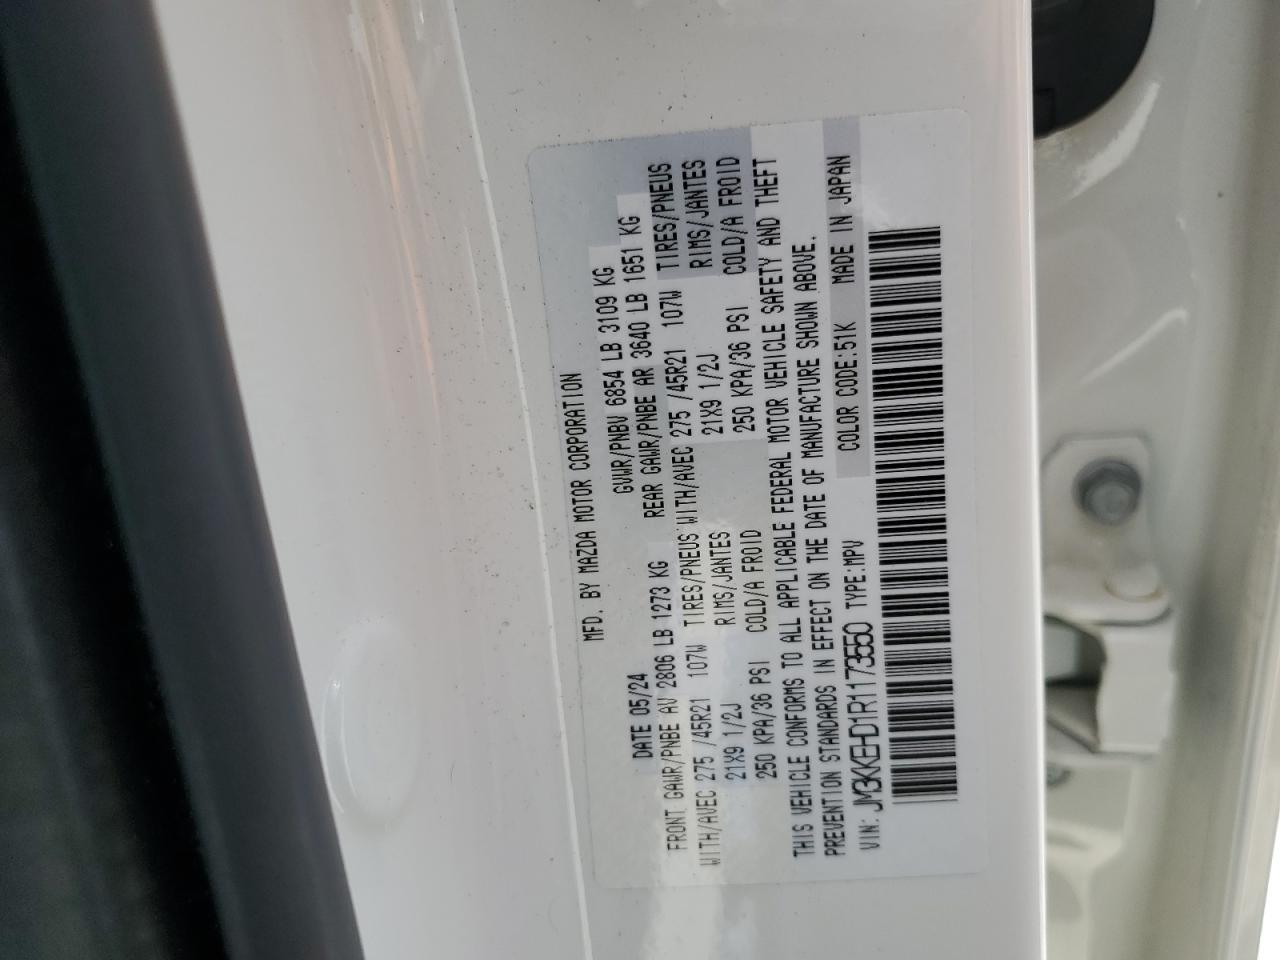 MFD. BY MAZDA MOTOR CORPORATION
DATE 05/24 GVWR/PNBV 6854 LB 3109 KG
FRONT GAWR/PNBE AV 2806 LB 1273 KG REAR GAWR/PNBE AR 3640 LB 1651 KG
WITH/AVEC 275 /45R21 107W TIRES/PNEUS WITH/AVEC 275 /45R21 107W TIRES/PNEUS
21X9 1/2J RIMS/JANTES 21X9 1/2J RIMS/JANTES
250 KPA/36 PSI COLD/A FROID 250 KPA/36 PSI COLD/A FROID
THIS VEHICLE CONFORMS TO ALL APPLICABLE FEDERAL MOTOR VEHICLE SAFETY AND THEFT
PREVENTION STANDARDS IN EFFECT ON THE DATE OF MANUFACTURE SHOWN ABOVE.
VIN: JM3KKEHD1R1173550 TYPE:MPV COLOR CODE:51K MADE IN JAPAN